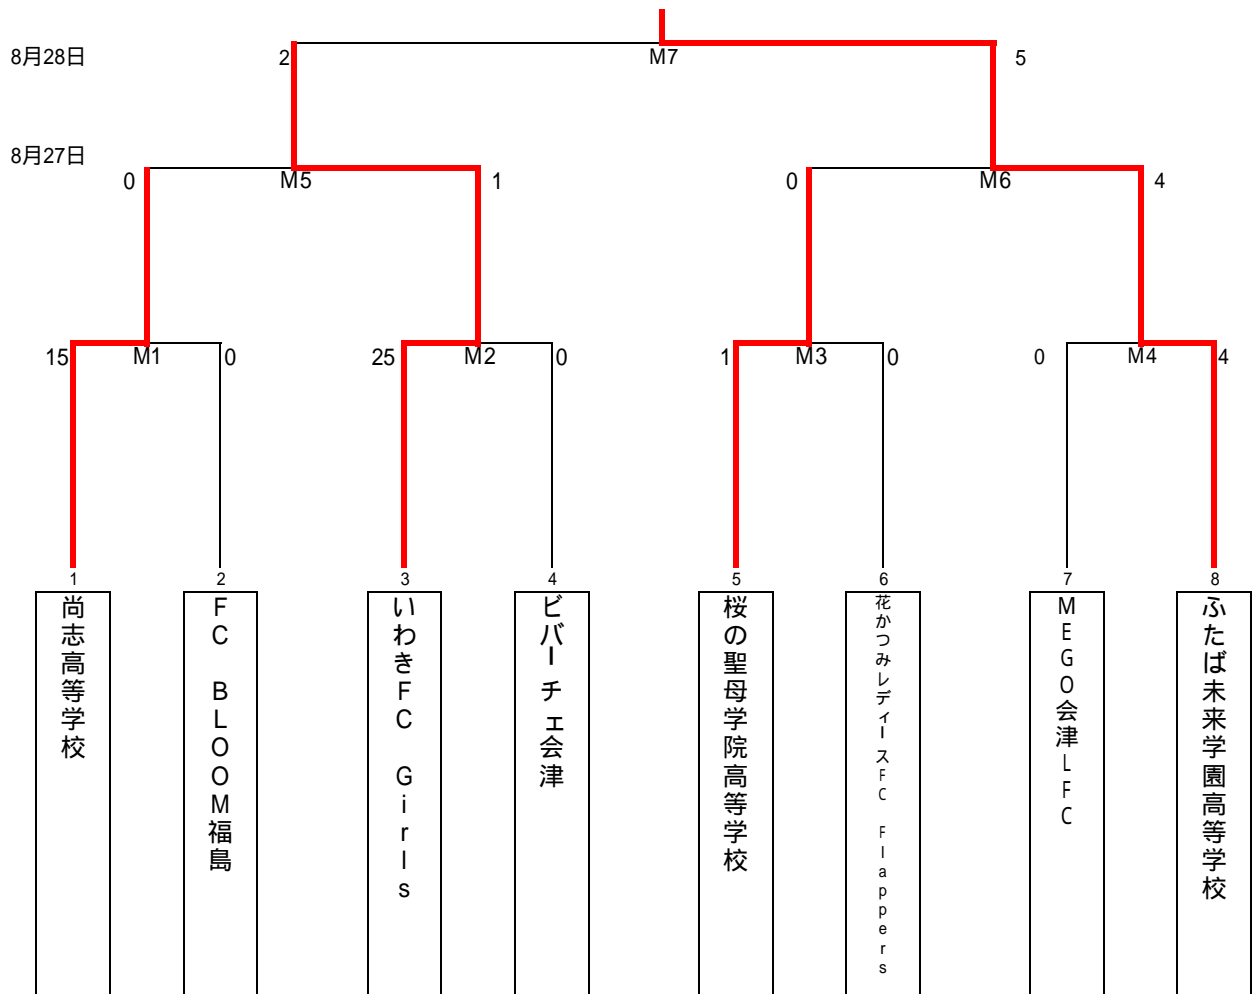 8月28日
2
M7
5
8月27日
0
M5
1
0
M6
4
15
M1
0
25
M2
0
1
M3
0
0
M4
4
1
2
3
4
5
6
7
8
尚志高等学校
FC BLOOM福島
いわきFC Girls
ビバーチェ会津
桜の聖母学院高等学校
花かつみレディースFC Flappers
MEGO会津LFC
ふたば未来学園高等学校